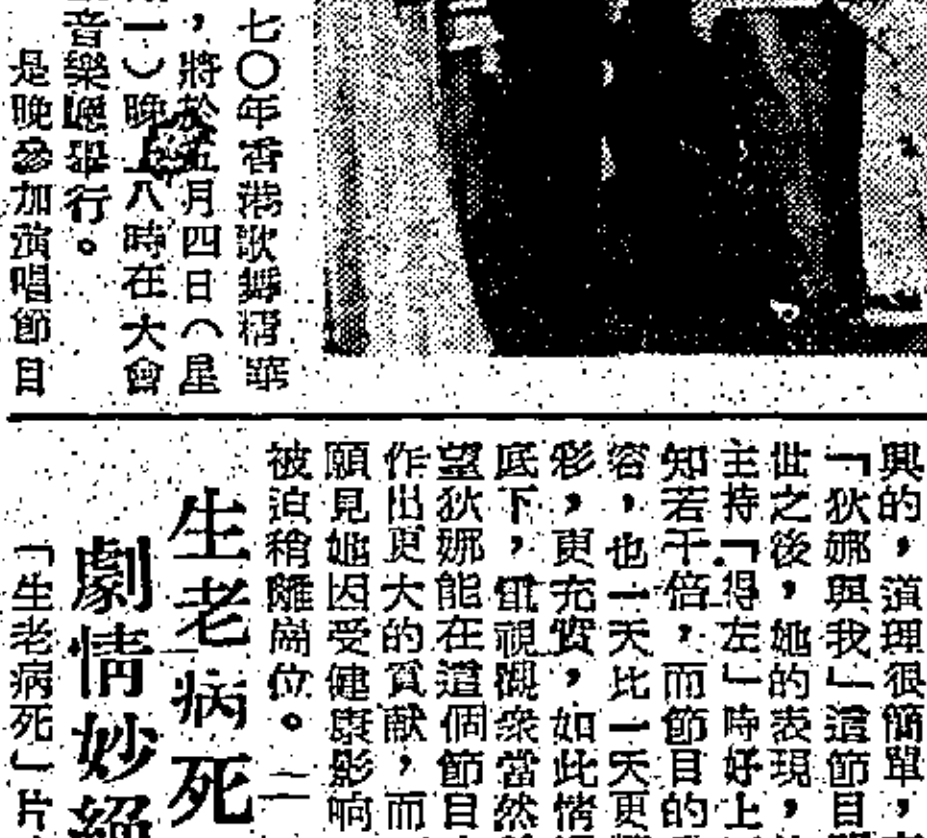 七〇年香港歌舞精華
，將於五月四日（星
一）晚上八時在大會
音樂廳舉行。
是晚參加演唱節目
興的，道理很簡單，
「狄娜與我」這節目
世之後，她的表現，
主持「得左」時好上
知若干倍，而節目的
容，也一天比一天更
彩，更充實，如此情
底下，電視觀衆當然
望狄娜能在這個節目
作出更大的貢獻，而
願見她因受健康影响
被迫稍離崗位。
生老病死
劇情妙絕
「生老病死」片